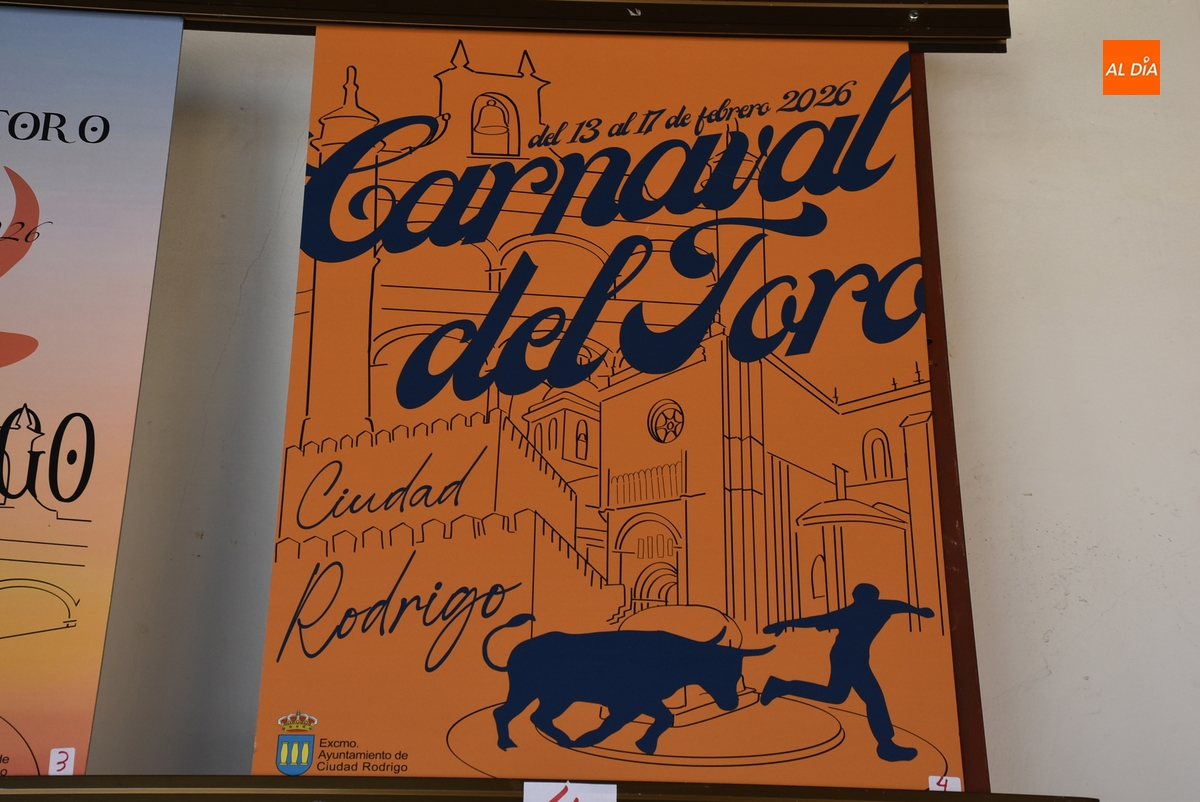 TORO
26
GO
3
del 13 al 17 de febrero 2026
Carnaval
del Toro
Ciudad
Rodrigo
Excmo.
Ayuntamiento de
Ciudad Rodrigo
4
AL DÍA